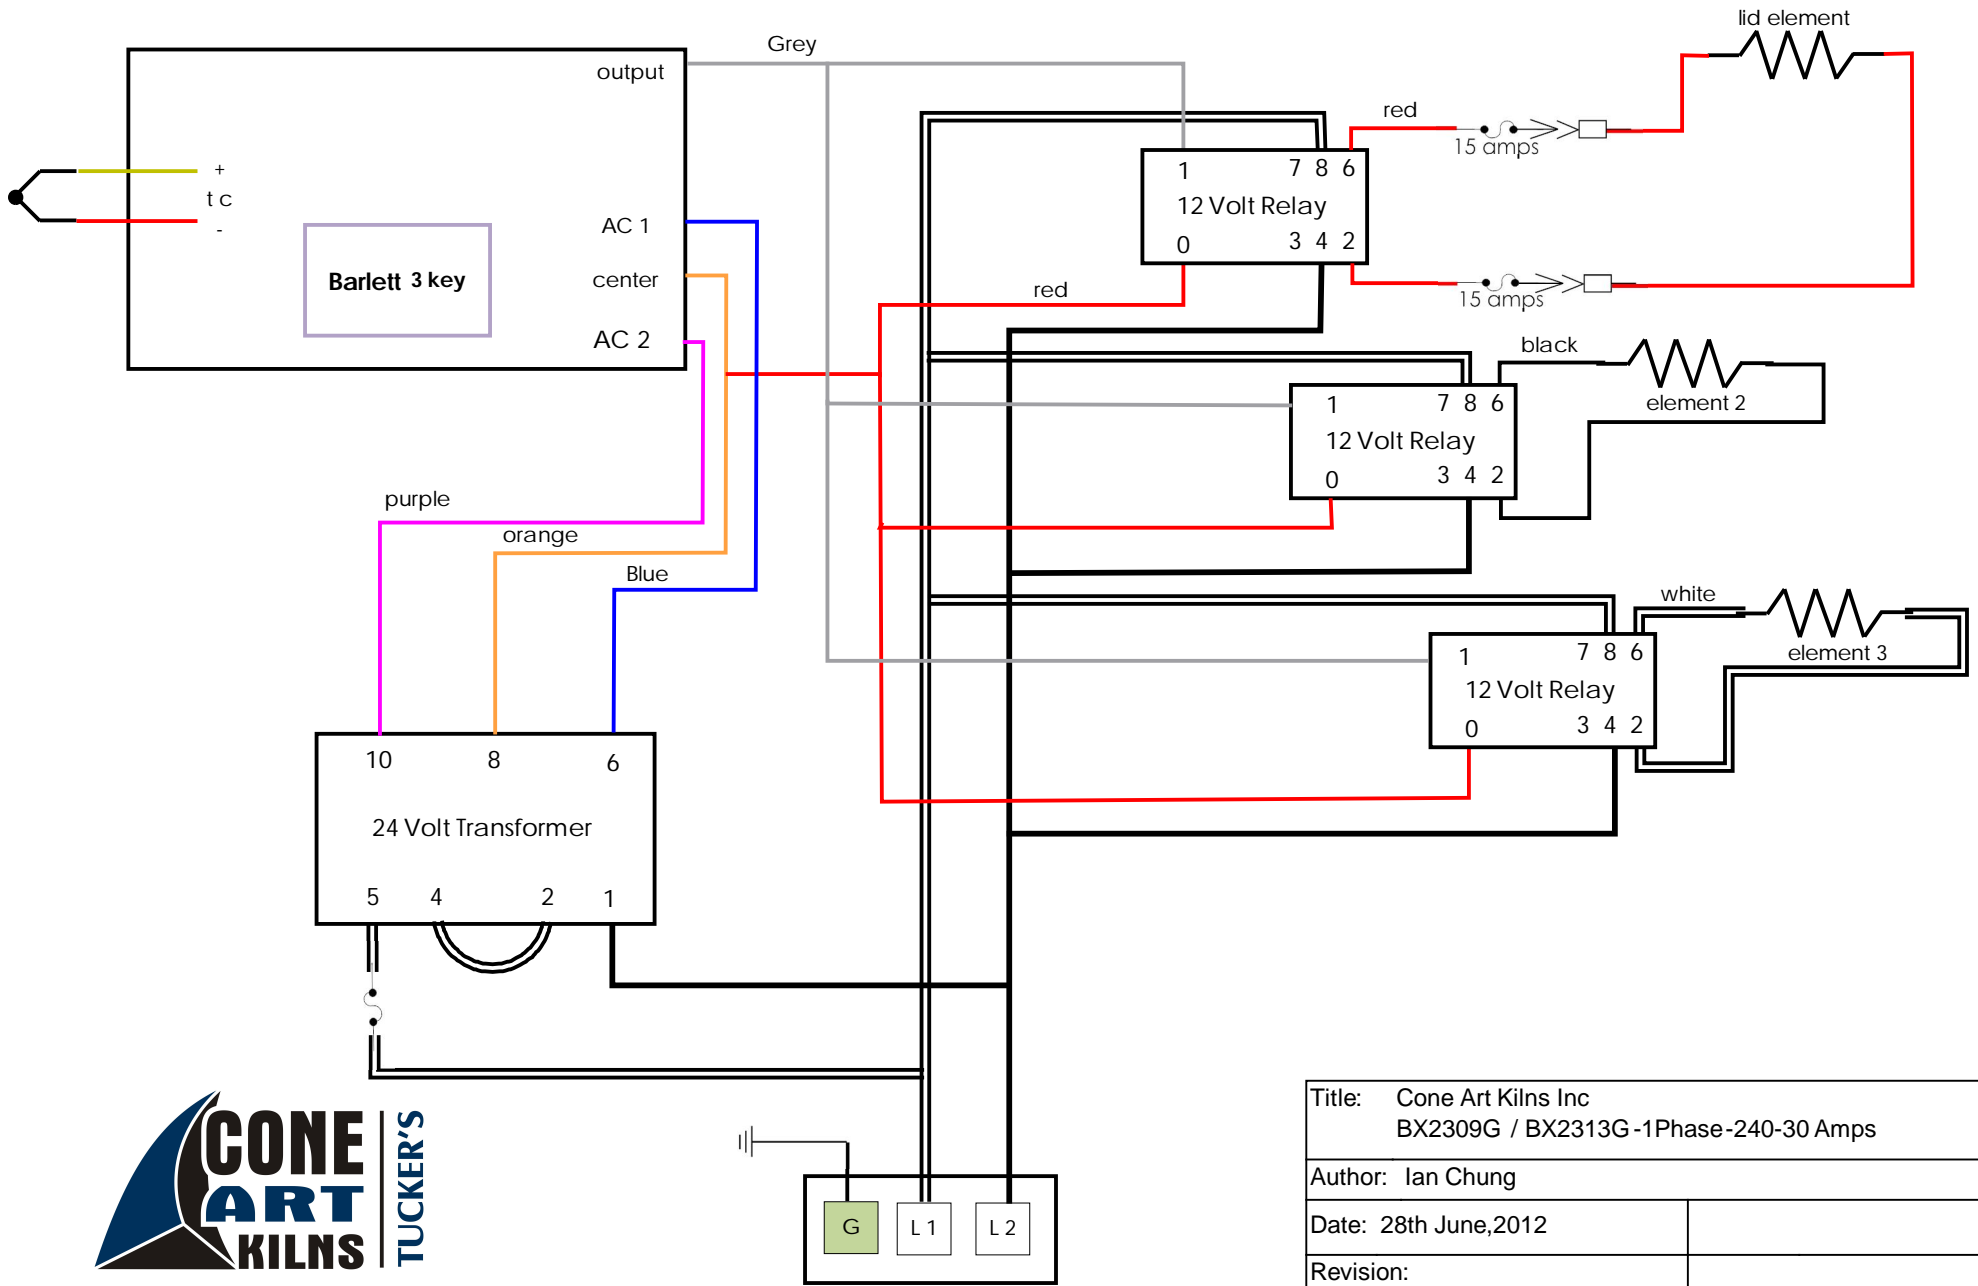 lid element
Grey
output
red
15 amps
+
t c
-
1 7 8 6
12 Volt Relay
0 3 4 2
AC 1
center
AC 2
Barlett 3 key
red
15 amps
black
element 2
1 7 8 6
12 Volt Relay
0 3 4 2
purple
orange
Blue
white
element 3
1 7 8 6
12 Volt Relay
0 3 4 2
10 8 6
24 Volt Transformer
5 4 2 1
CONE
ART
KILNS
TUCKER'S
G L 1 L 2
Title: Cone Art Kilns Inc
BX2309G / BX2313G-1Phase-240-30 Amps
Author: Ian Chung
Date: 28th June,2012
Revision: